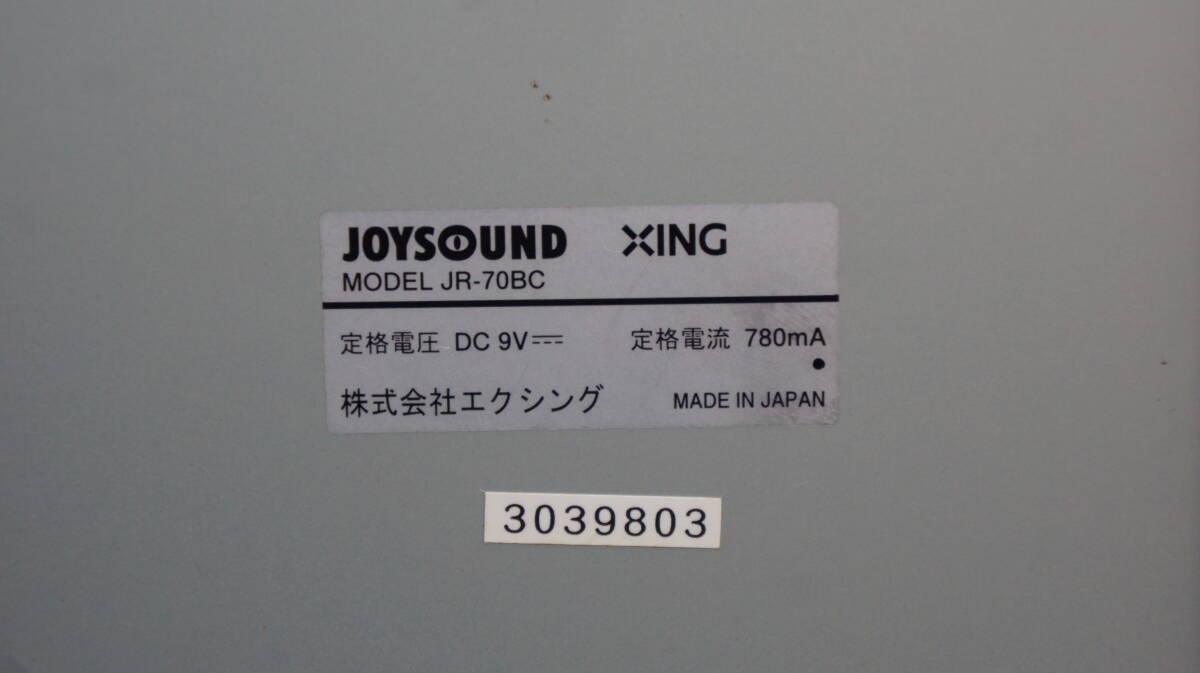 JOYSOUND XING
MODEL JR-70BC
定格電圧 DC 9V⎓ 定格電流 780mA
株式会社エクシング MADE IN JAPAN
3039803